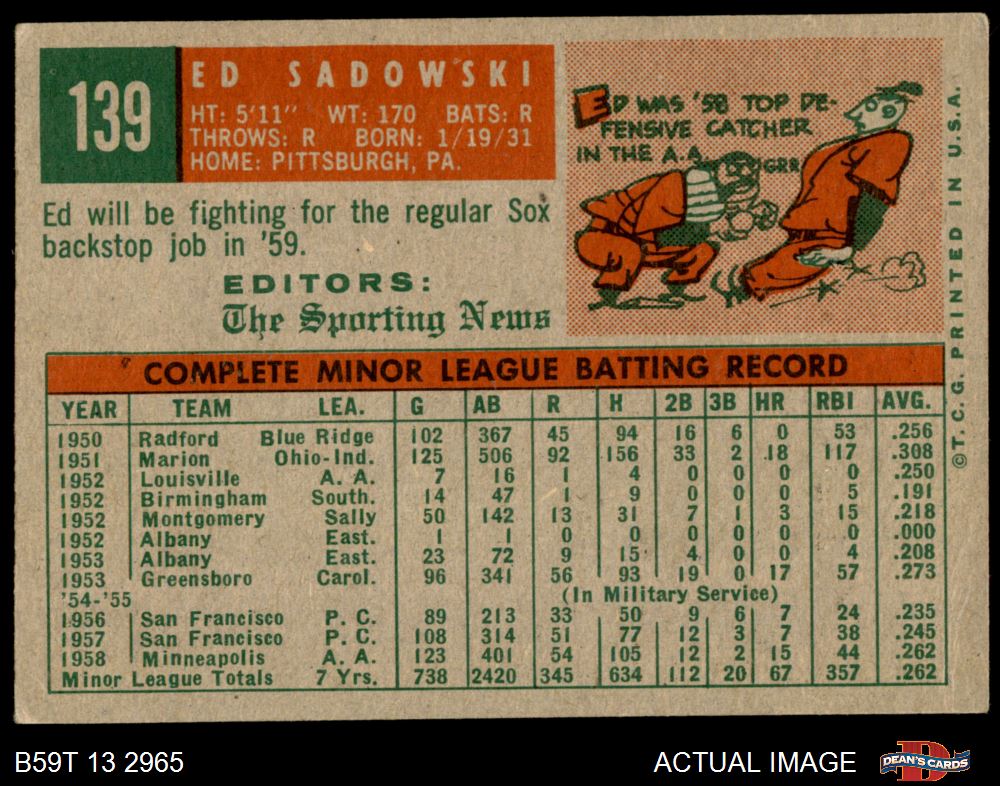 139
ED SADOWSKI
HT: 5'11" WT: 170 BATS: R
THROWS: R BORN: 1/19/31
HOME: PITTSBURGH, PA.
ED WAS '58 TOP DE-
FENSIVE CATCHER
IN THE A.A.
GRR
Ed will be fighting for the regular Sox
backstop job in '59.
EDITORS:
The Sporting News
©T. C. G. PRINTED IN U.S.A.
COMPLETE MINOR LEAGUE BATTING RECORD
YEAR TEAM LEA. G AB R H 2B 3B HR RBI AVG.
1950 Radford Blue Ridge 102 367 45 94 16 6 0 53 .256
1951 Marion Ohio-Ind. 125 506 92 156 33 2 18 117 .308
1952 Louisville A. A. 7 16 1 4 0 0 0 0 .250
1952 Birmingham South. 14 47 1 9 0 0 0 5 .191
1952 Montgomery Sally 50 142 13 31 7 1 3 15 .218
1952 Albany East. 1 1 0 0 0 0 0 0 .000
1953 Albany East. 23 72 9 15 4 0 0 4 .208
1953 Greensboro Carol. 96 341 56 93 19 0 17 57 .273
'54-'55 (In Military Service)
1956 San Francisco P. C. 89 213 33 50 9 6 7 24 .235
1957 San Francisco P. C. 108 314 51 77 12 3 7 38 .245
1958 Minneapolis A. A. 123 401 54 105 12 2 15 44 .262
Minor League Totals 7 Yrs. 738 2420 345 634 112 20 67 357 .262
B59T 13 2965
ACTUAL IMAGE
D
DEAN'S CARDS